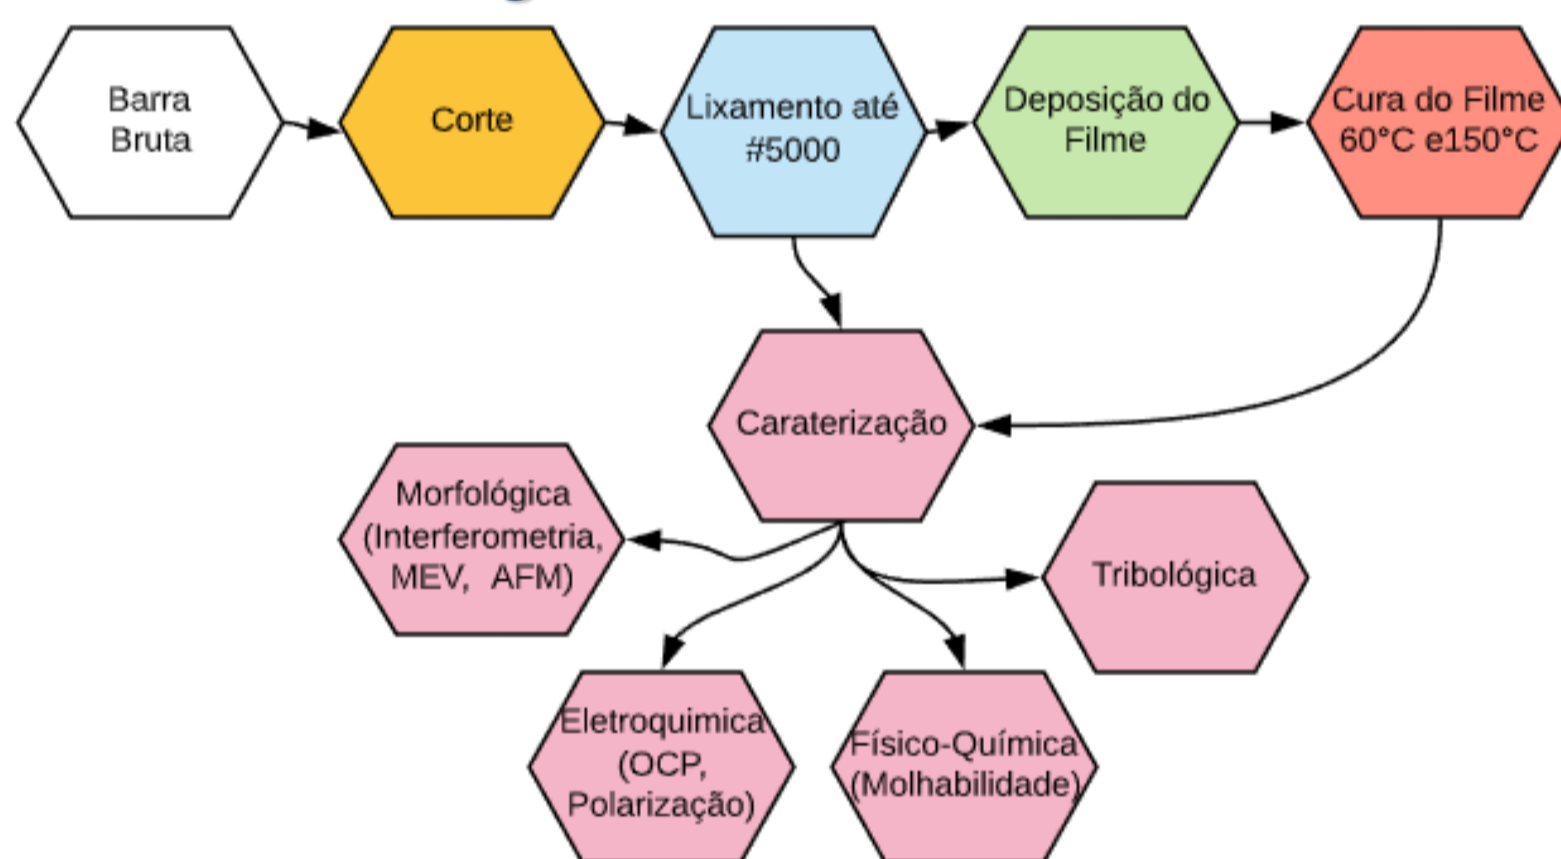 Barra
Bruta
Corte
Lixamento até
#5000
Deposição do
Filme
Cura do Filme
60°C e150°C
Caraterização
Morfológica
(Interferometria,
MEV, AFM)
Tribológica
Eletroquimica
(OCP,
Polarização)
Físico-Química
(Molhabilidade)